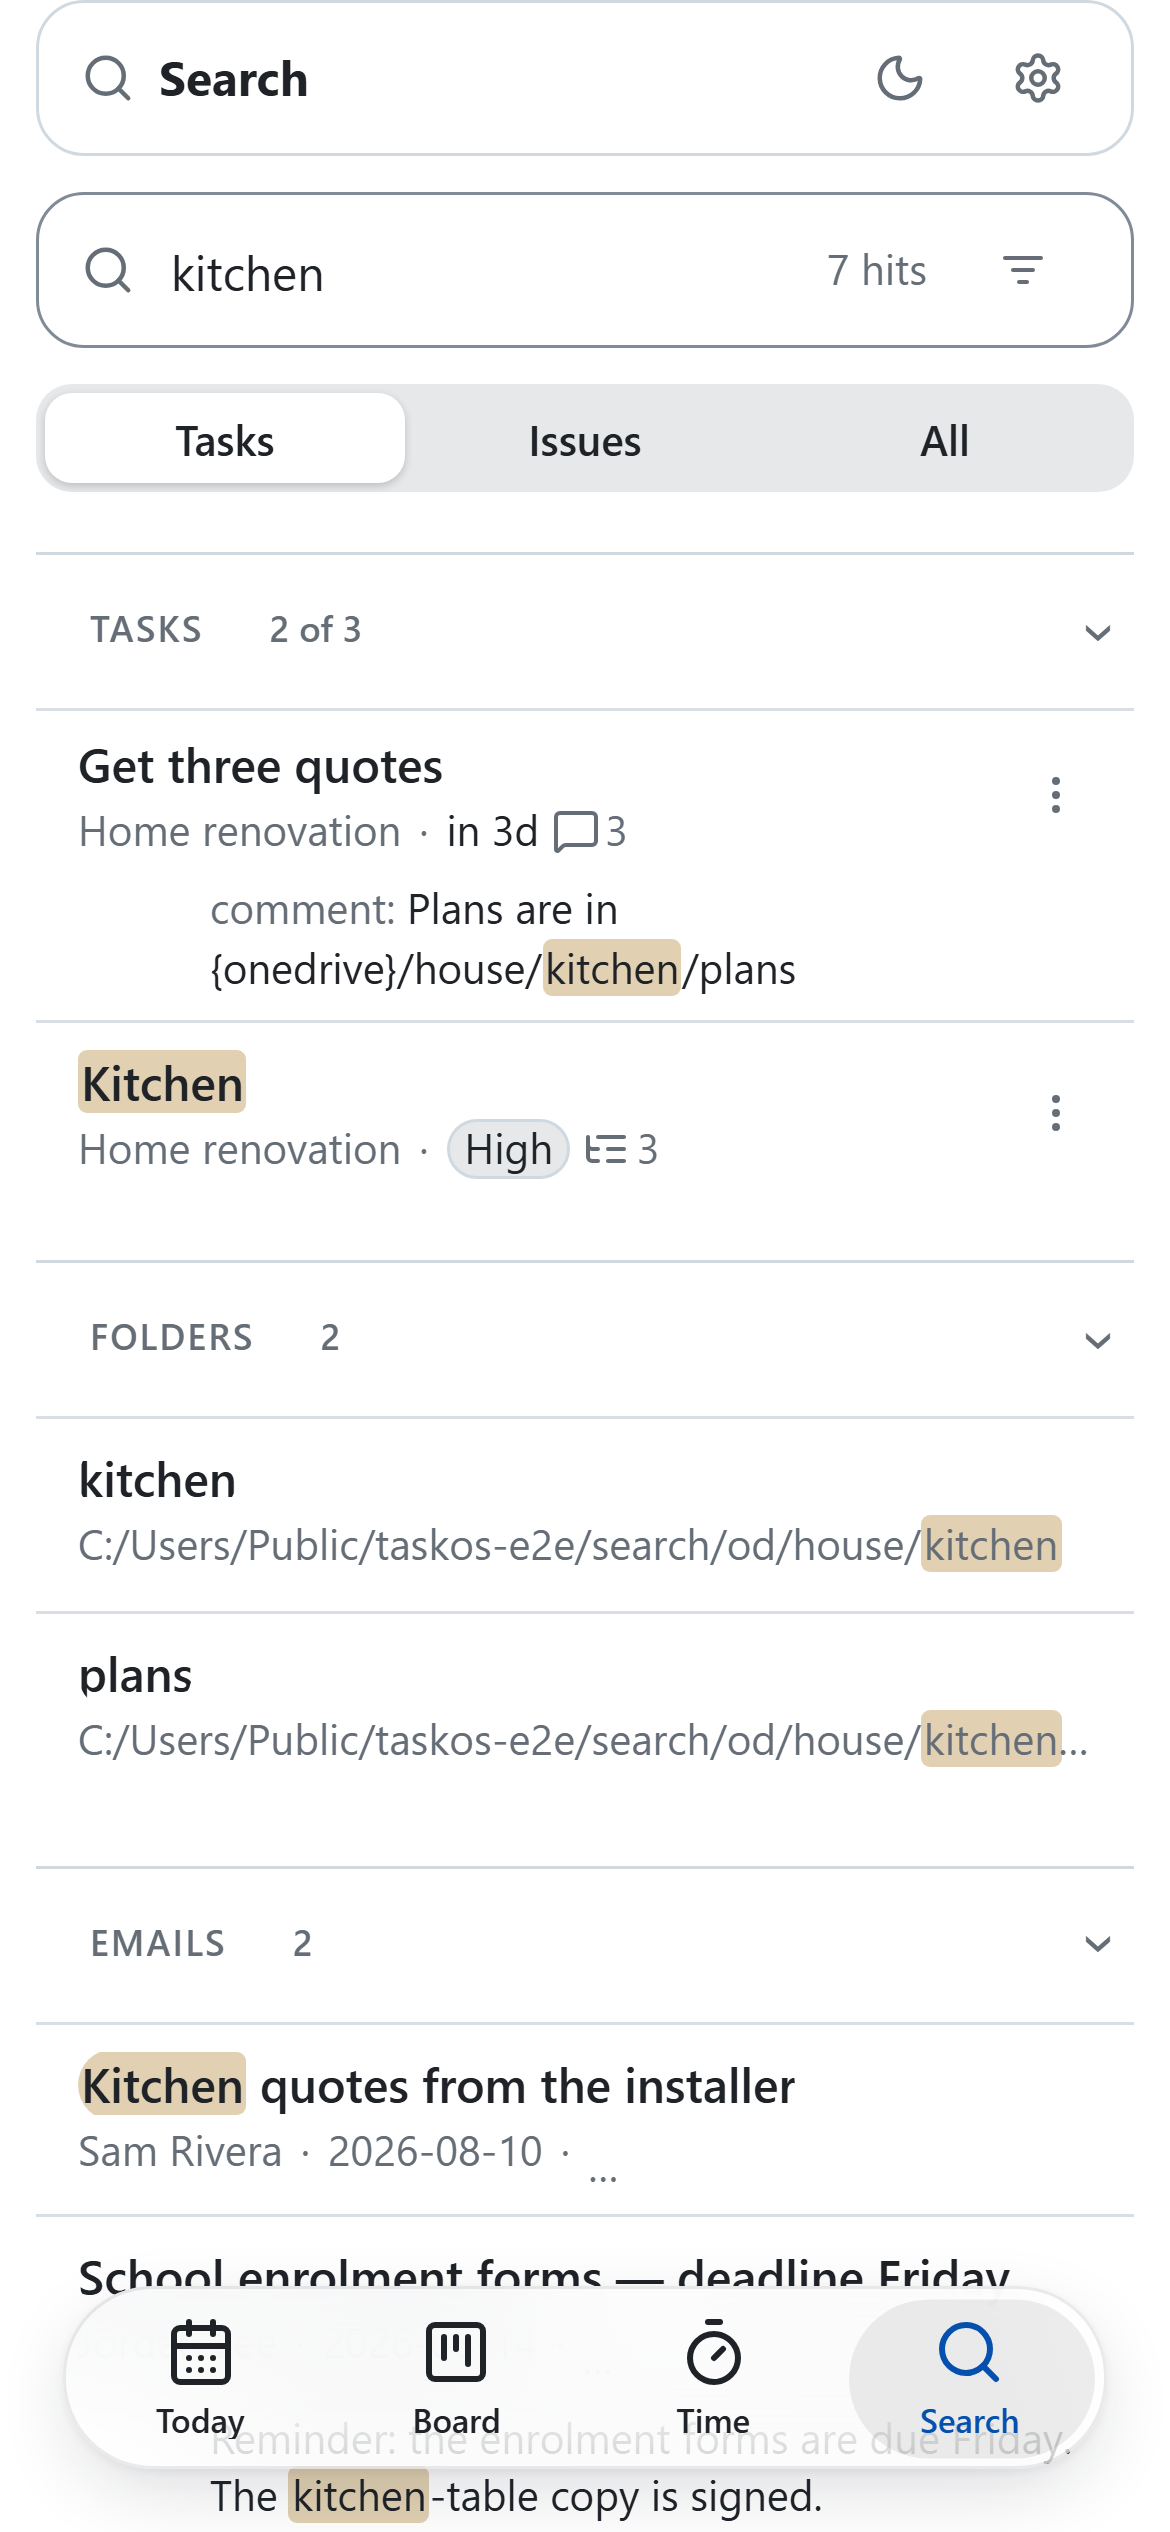 Search
kitchen 7 hits
Tasks Issues All
TASKS 2 of 3
Get three quotes
Home renovation · in 3d 3
comment: Plans are in
{onedrive}/house/kitchen/plans
Kitchen
Home renovation · High 3
FOLDERS 2
kitchen
C:/Users/Public/taskos-e2e/search/od/house/kitchen
plans
C:/Users/Public/taskos-e2e/search/od/house/kitchen...
EMAILS 2
Kitchen quotes from the installer
Sam Rivera · 2026-08-10 · ...
School enrolment forms — deadline Friday
Today Board Time Search
Reminder: the enrolment forms are due Friday.
The kitchen-table copy is signed.